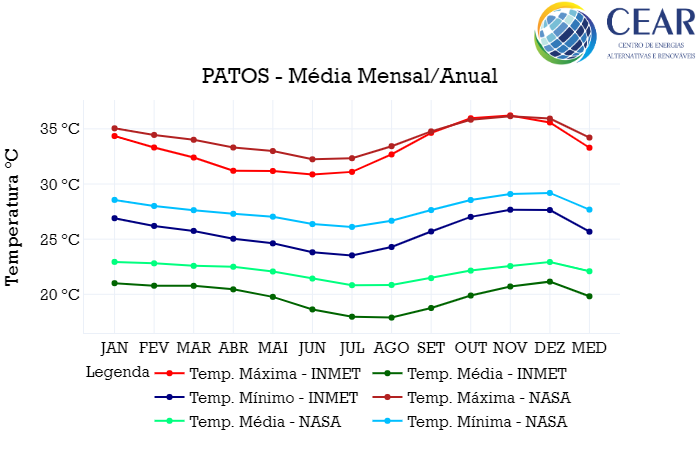 CEAR
CENTRO DE ENERGIAS
ALTERNATIVAS E RENOVÁVEIS
PATOS - Média Mensal/Anual
Temperatura °C
35 °C
30 °C
25 °C
20 °C
JAN FEV MAR ABR MAI JUN JUL AGO SET OUT NOV DEZ MED
Legenda Temp. Máxima - INMET Temp. Média - INMET
Temp. Mínimo - INMET Temp. Máxima - NASA
Temp. Média - NASA Temp. Mínima - NASA